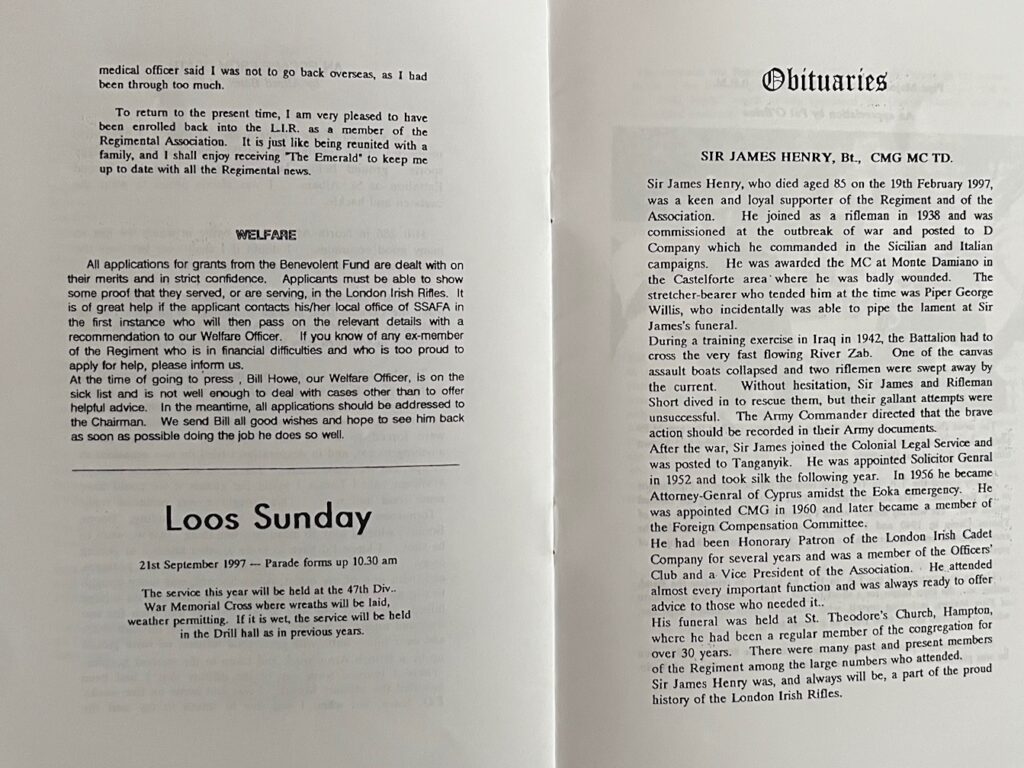 medical officer said I was not to go back overseas, as I had
been through too much.
To return to the present time, I am very pleased to have
been enrolled back into the L.I.R. as a member of the
Regimental Association. It is just like being reunited with a
family, and I shall enjoy receiving "The Emerald" to keep me
up to date with all the Regimental news.
WELFARE
All applications for grants from the Benevolent Fund are dealt with on
their merits and in strict confidence. Applicants must be able to show
some proof that they served, or are serving, in the London Irish Rifles. It
is of great help if the applicant contacts his/her local office of SSAFA in
the first instance who will then pass on the relevant details with a
recommendation to our Welfare Officer. If you know of any ex-member
of the Regiment who is in financial difficulties and who is too proud to
apply for help, please inform us.
At the time of going to press , Bill Howe, our Welfare Officer, is on the
sick list and is not well enough to deal with cases other than to offer
helpful advice. In the meantime, all applications should be addressed to
the Chairman. We send Bill all good wishes and hope to see him back
as soon as possible doing the job he does so well.
Loos Sunday
21st September 1997 — Parade forms up 10.30 am
The service this year will be held at the 47th Div..
War Memorial Cross where wreaths will be laid,
weather permitting. If it is wet, the service will be held
in the Drill hall as in previous years.
Obituaries
SIR JAMES HENRY, Bt., CMG MC TD.
Sir James Henry, who died aged 85 on the 19th February 1997,
was a keen and loyal supporter of the Regiment and of the
Association. He joined as a rifleman in 1938 and was
commissioned at the outbreak of war and posted to D
Company which he commanded in the Sicilian and Italian
campaigns. He was awarded the MC at Monte Damiano in
the Castelforte area where he was badly wounded. The
stretcher-bearer who tended him at the time was Piper George
Willis, who incidentally was able to pipe the lament at Sir
James's funeral.
During a training exercise in Iraq in 1942, the Battalion had to
cross the very fast flowing River Zab. One of the canvas
assault boats collapsed and two riflemen were swept away by
the current. Without hesitation, Sir James and Rifleman
Short dived in to rescue them, but their gallant attempts were
unsuccessful. The Army Commander directed that the brave
action should be recorded in their Army documents.
After the war, Sir James joined the Colonial Legal Service and
was posted to Tanganyik. He was appointed Solicitor Genral
in 1952 and took silk the following year. In 1956 he became
Attorney-Genral of Cyprus amidst the Eoka emergency. He
was appointed CMG in 1960 and later became a member of
the Foreign Compensation Committee.
He had been Honorary Patron of the London Irish Cadet
Company for several years and was a member of the Officers'
Club and a Vice President of the Association. He attended
almost every important function and was always ready to offer
advice to those who needed it..
His funeral was held at St. Theodore's Church, Hampton,
where he had been a regular member of the congregation for
over 30 years. There were many past and present members
of the Regiment among the large numbers who attended.
Sir James Henry was, and always will be, a part of the proud
history of the London Irish Rifles.